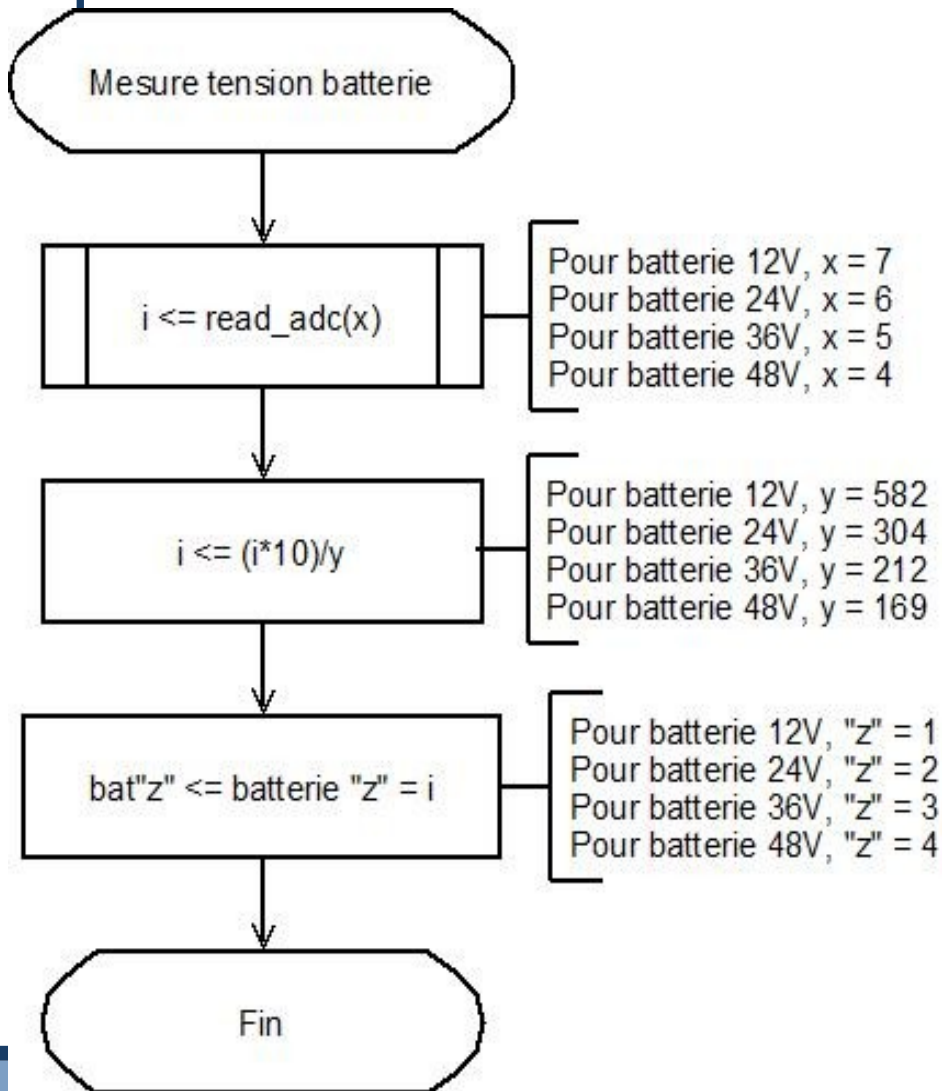 Mesure tension batterie
i <= read_adc(x)
Pour batterie 12V, x = 7
Pour batterie 24V, x = 6
Pour batterie 36V, x = 5
Pour batterie 48V, x = 4
i <= (i*10)/y
Pour batterie 12V, y = 582
Pour batterie 24V, y = 304
Pour batterie 36V, y = 212
Pour batterie 48V, y = 169
bat"z" <= batterie "z" = i
Pour batterie 12V, "z" = 1
Pour batterie 24V, "z" = 2
Pour batterie 36V, "z" = 3
Pour batterie 48V, "z" = 4
Fin